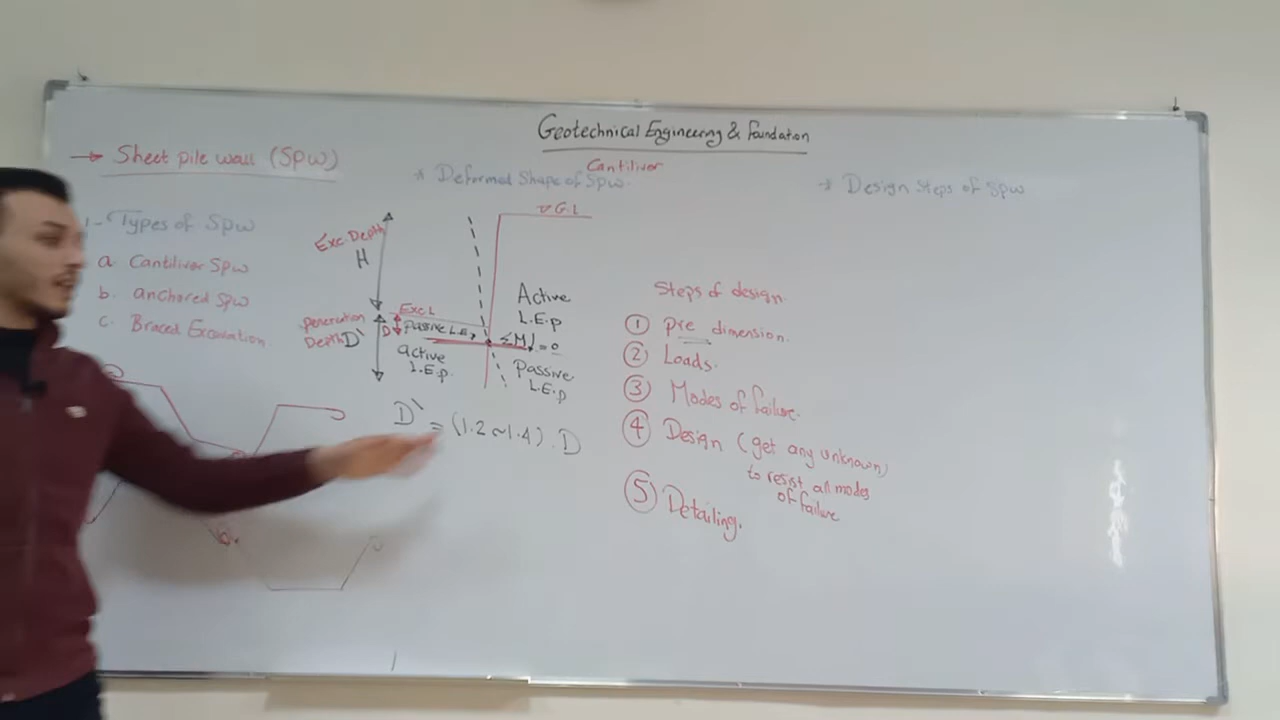 Geotechnical Engineering & Foundation
→ Sheet pile wall (SPW)
1- Types of SPW
a Cantiliver SPW
b. anchored SPW
c. Braced Excavation
* Deformed Shape of SPW
Cantiliver
▽ G.L
Exc. Depth
H
Exc L
Penetration
Depth D`
D
Passive L.E.P
active
L.E.P.
Active
L.E.P
ΣM = 0
Passive
L.E.P
D` = (1.2 ~ 1.4) . D
→ Design Steps of SPW
Steps of design
① Pre dimension.
② Loads.
③ Modes of failure.
④ Design (get any unknown)
to resist all modes
of failure
⑤ Detailing.